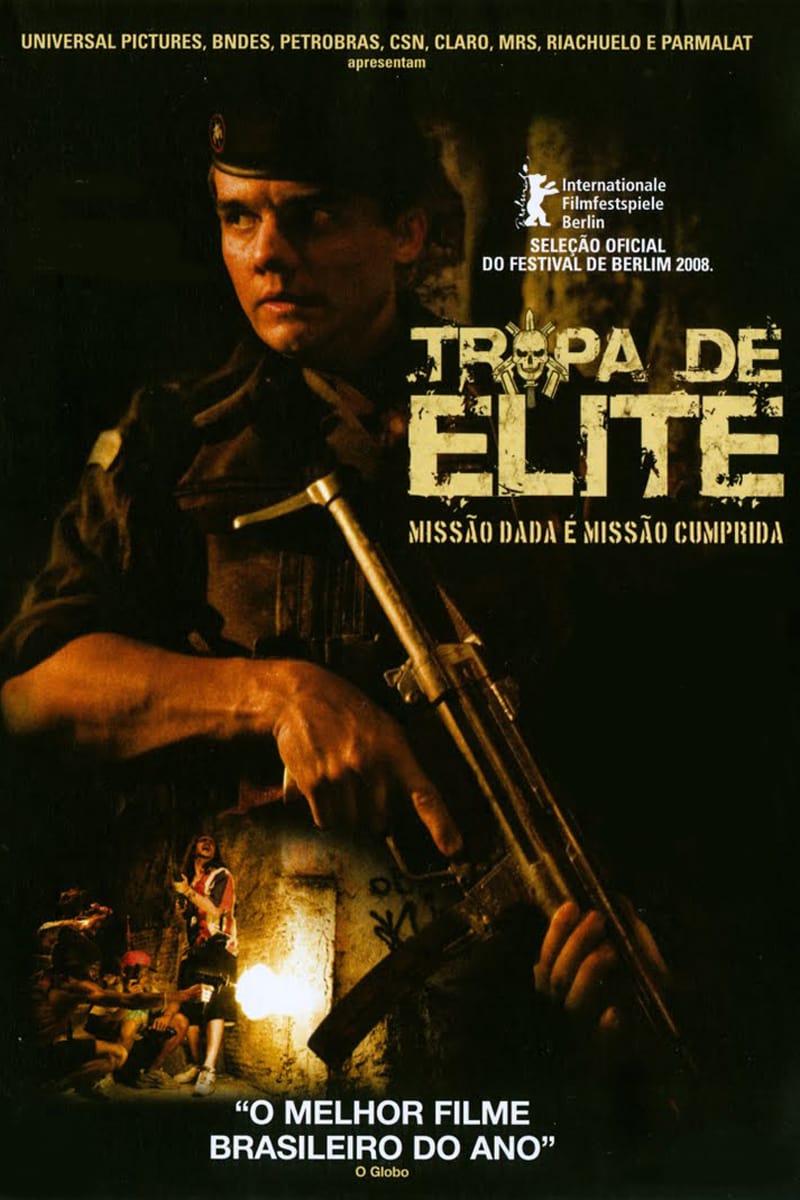 UNIVERSAL PICTURES, BNDES, PETROBRAS, CSN, CLARO, MRS, RIACHUELO E PARMALAT
apresentam
Internationale
Filmfestspiele
Berlin
SELEÇÃO OFICIAL
DO FESTIVAL DE BERLIM 2008.
TROPA DE
ELITE
MISSÃO DADA É MISSÃO CUMPRIDA
“O MELHOR FILME
BRASILEIRO DO ANO”
O Globo